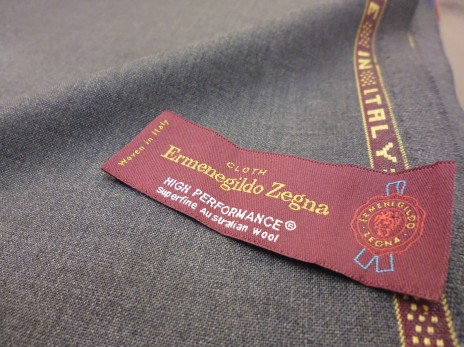 E IN ITALY
Woven in Italy
CLOTH
Ermenegildo Zegna
HIGH PERFORMANCE®
Superfine Australian Wool
ERMENEGILDO
ZEGNA